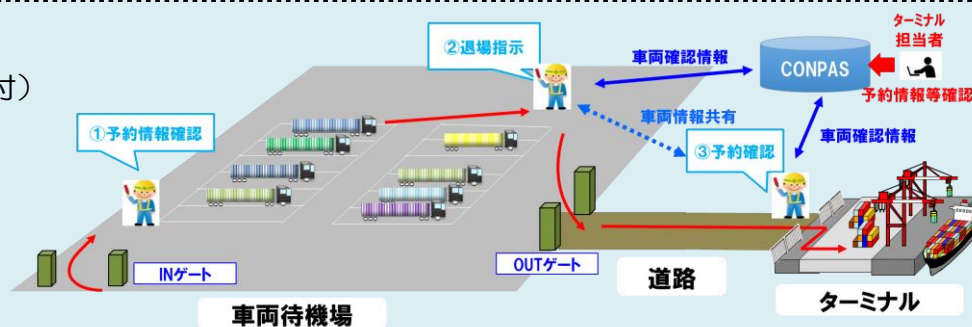 付）
①予約情報確認
②退場指示
車両確認情報
CONPAS
ターミナル
担当者
予約情報等確認
車両情報共有
車両確認情報
③予約確認
INゲート
OUTゲート
車両待機場
道路
ターミナル